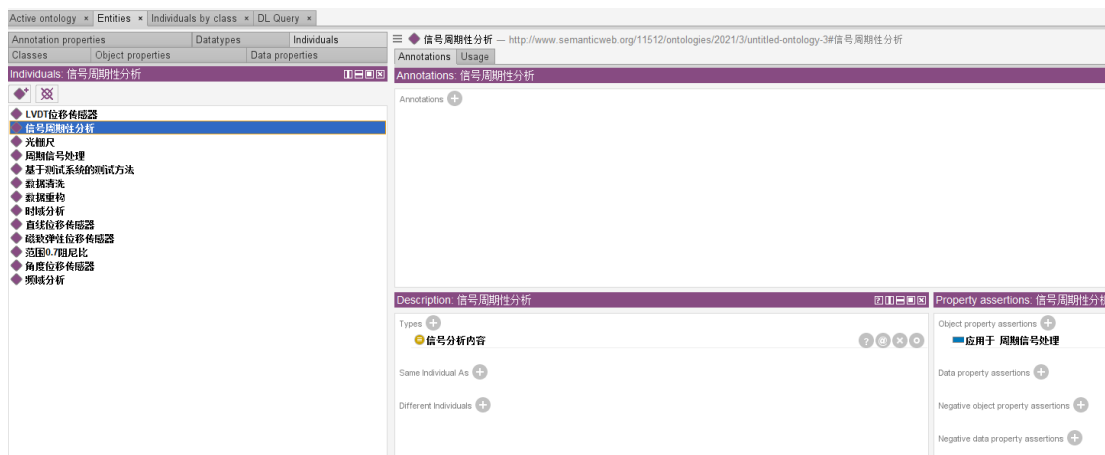 Active ontology × Entities × Individuals by class × DL Query ×
Annotation properties Datatypes Individuals
Classes Object properties Data properties
Individuals: 信号周期性分析
LVDT位移传感器
信号周期性分析
光栅尺
周期信号处理
基于测试系统的测试方法
数据清洗
数据重构
时域分析
直线位移传感器
磁致弹性位移传感器
范围0.7阻尼比
角度位移传感器
频域分析
信号周期性分析 — http://www.semanticweb.org/11512/ontologies/2021/3/untitled-ontology-3#信号周期性分析
Annotations Usage
Annotations: 信号周期性分析
Annotations
Description: 信号周期性分析
Types
信号分析内容
Same Individual As
Different Individuals
Property assertions: 信号周期性分析
Object property assertions
应用于 周期信号处理
Data property assertions
Negative object property assertions
Negative data property assertions